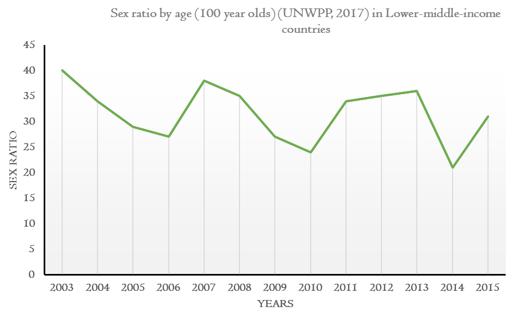 Sex ratio by age (100 year olds) (UNWPP, 2017) in Lower-middle-income
countries
45
40
35
30
25
20
15
10
5
0
SEX RATIO
2003 2004 2005 2006 2007 2008 2009 2010 2011 2012 2013 2014 2015
YEARS